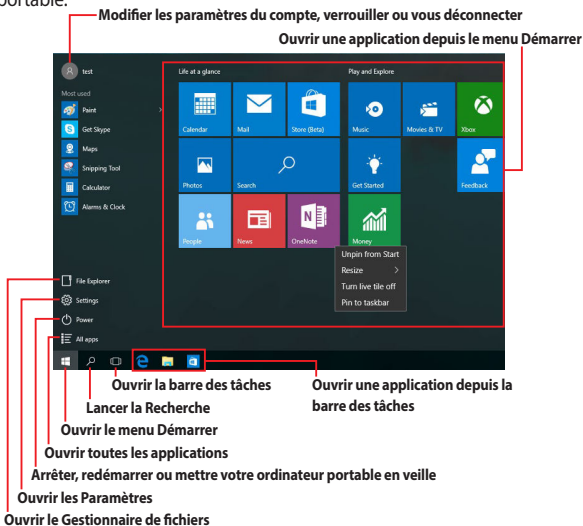 portable.
Modifier les paramètres du compte, verrouiller ou vous déconnecter
Ouvrir une application depuis le menu Démarrer
test
Life at a glance
Play and Explore
Most used
Paint
Get Skype
Maps
Snipping Tool
Calculator
Alarms & Clock
Calendar
Mail
Store (Beta)
Music
Movies & TV
Xbox
Photos
Search
Get Started
Feedback
People
News
OneNote
Money
Unpin from Start
Resize
Turn live tile off
Pin to taskbar
File Explorer
Settings
Power
All apps
Ouvrir la barre des tâches
Ouvrir une application depuis la
barre des tâches
Lancer la Recherche
Ouvrir le menu Démarrer
Ouvrir toutes les applications
Arrêter, redémarrer ou mettre votre ordinateur portable en veille
Ouvrir les Paramètres
Ouvrir le Gestionnaire de fichiers